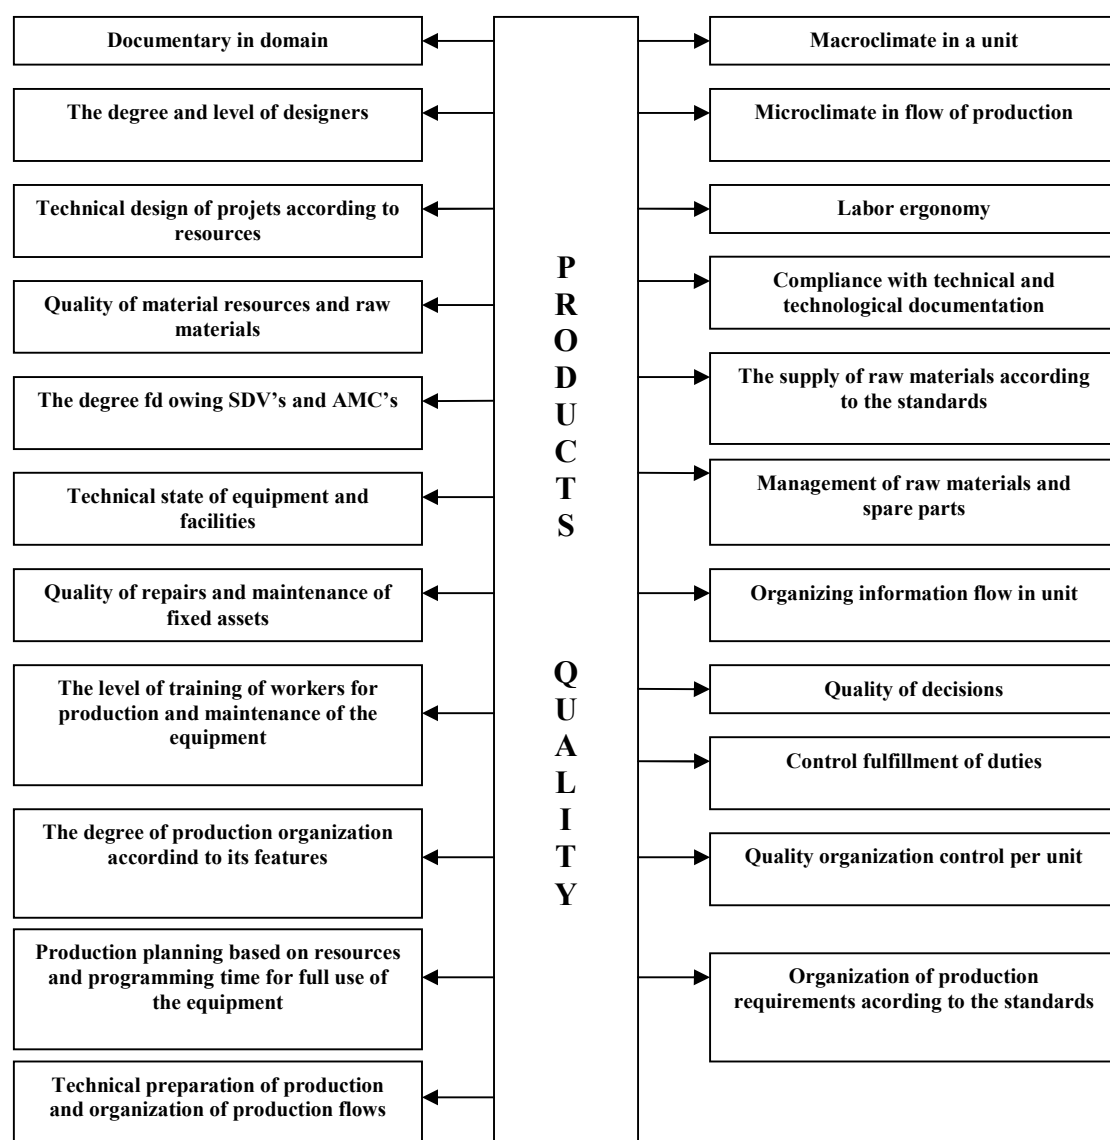 Documentary in domain
The degree and level of designers
Technical design of projets according to
resources
Quality of material resources and raw
materials
The degree fd owing SDV's and AMC's
Technical state of equipment and
facilities
Quality of repairs and maintenance of
fixed assets
The level of training of workers for
production and maintenance of the
equipment
The degree of production organization
accordind to its features
Production planning based on resources
and programming time for full use of
the equipment
Technical preparation of production
and organization of production flows
P
R
O
D
U
C
T
S
Q
U
A
L
I
T
Y
Macroclimate in a unit
Microclimate in flow of production
Labor ergonomy
Compliance with technical and
technological documentation
The supply of raw materials according
to the standards
Management of raw materials and
spare parts
Organizing information flow in unit
Quality of decisions
Control fulfillment of duties
Quality organization control per unit
Organization of production
requirements acording to the standards